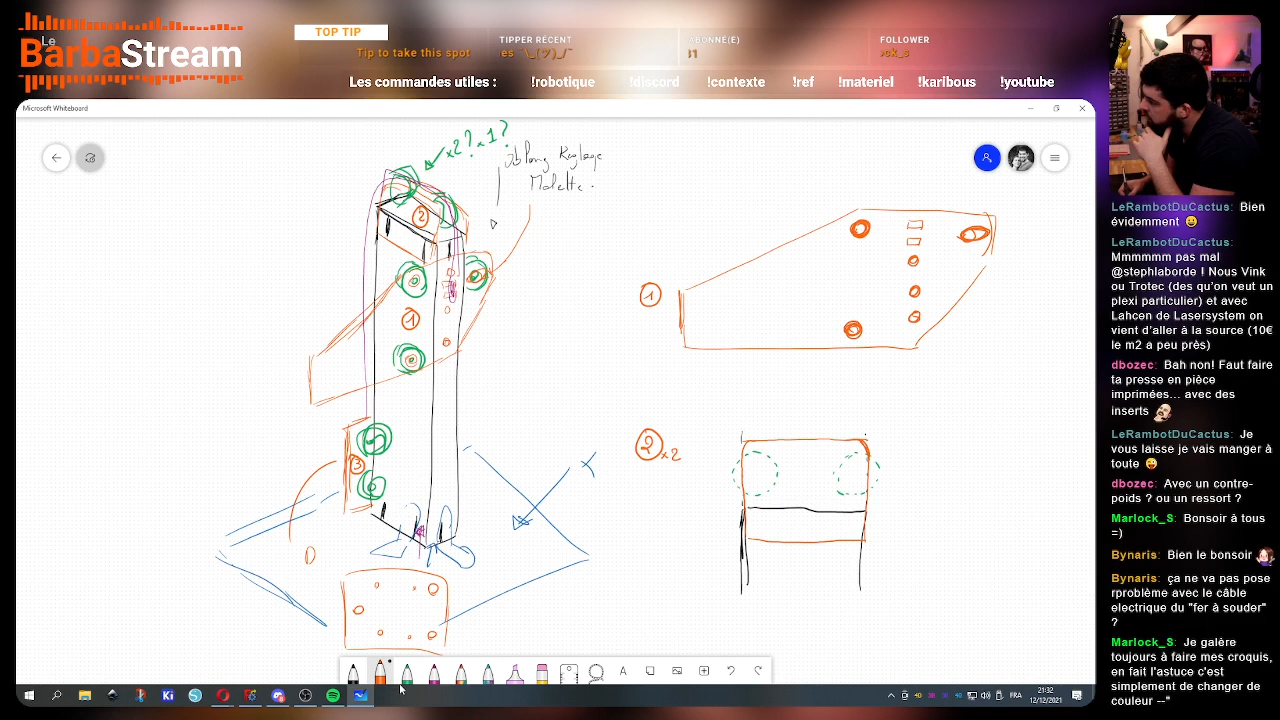 Le
BarbaStream
TOP TIP
Tip to take this spot
TIPPER RÉCENT
es ¯\_(ツ)_/¯
ABONNÉ(E)
FOLLOWER
ck_s
Les commandes utiles : !robotique !discord !contexte !ref !materiel !karibous !youtube
Microsoft Whiteboard
x2? x1?
Oblong Reglage
Molette.
2
1
3
1
2 x2
A
LeRambotDuCactus: Bien
évidemment
LeRambotDuCactus:
Mmmmmm pas mal
@stephlaborde ! Nous Vink
ou Trotec (des qu'on veut un
plexi particulier) et avec
Lahcen de Lasersystem on
vient d'aller à la source (10€
le m2 a peu près)
dbozec: Bah non! Faut faire
ta presse en pièce
imprimées... avec des
inserts
LeRambotDuCactus: Je
vous laisse je vais manger à
toute
dbozec: Avec un contre-
poids ? ou un ressort ?
Marlock_S: Bonsoir à tous
=)
Bynaris: Bien le bonsoir
Bynaris: ça ne va pas pose
rproblème avec le câble
electrique du "fer à souder"
?
Marlock_S: Je galère
toujours à faire mes croquis,
en fait l'astuce c'est
simplement de changer de
couleur --"
FR
21:32
12/12/2021